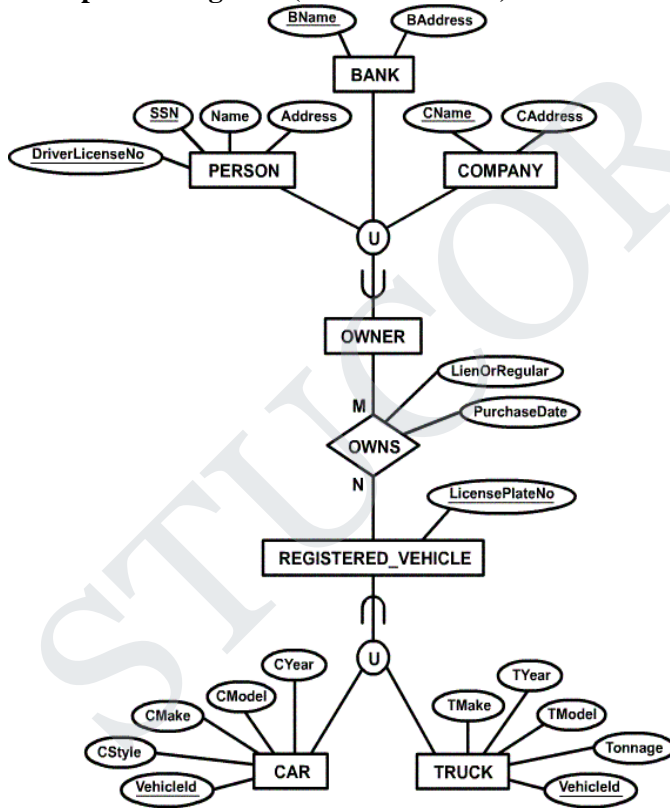 BName
BAddress
BANK
SSN
Name
Address
CName
CAddress
DriverLicenseNo
PERSON
COMPANY
U
OWNER
LienOrRegular
M
PurchaseDate
OWNS
N
LicensePlateNo
REGISTERED_VEHICLE
U
CYear
TYear
CModel
TMake
CMake
TModel
CStyle
Tonnage
VehicleId
CAR
TRUCK
VehicleId
STUCOR